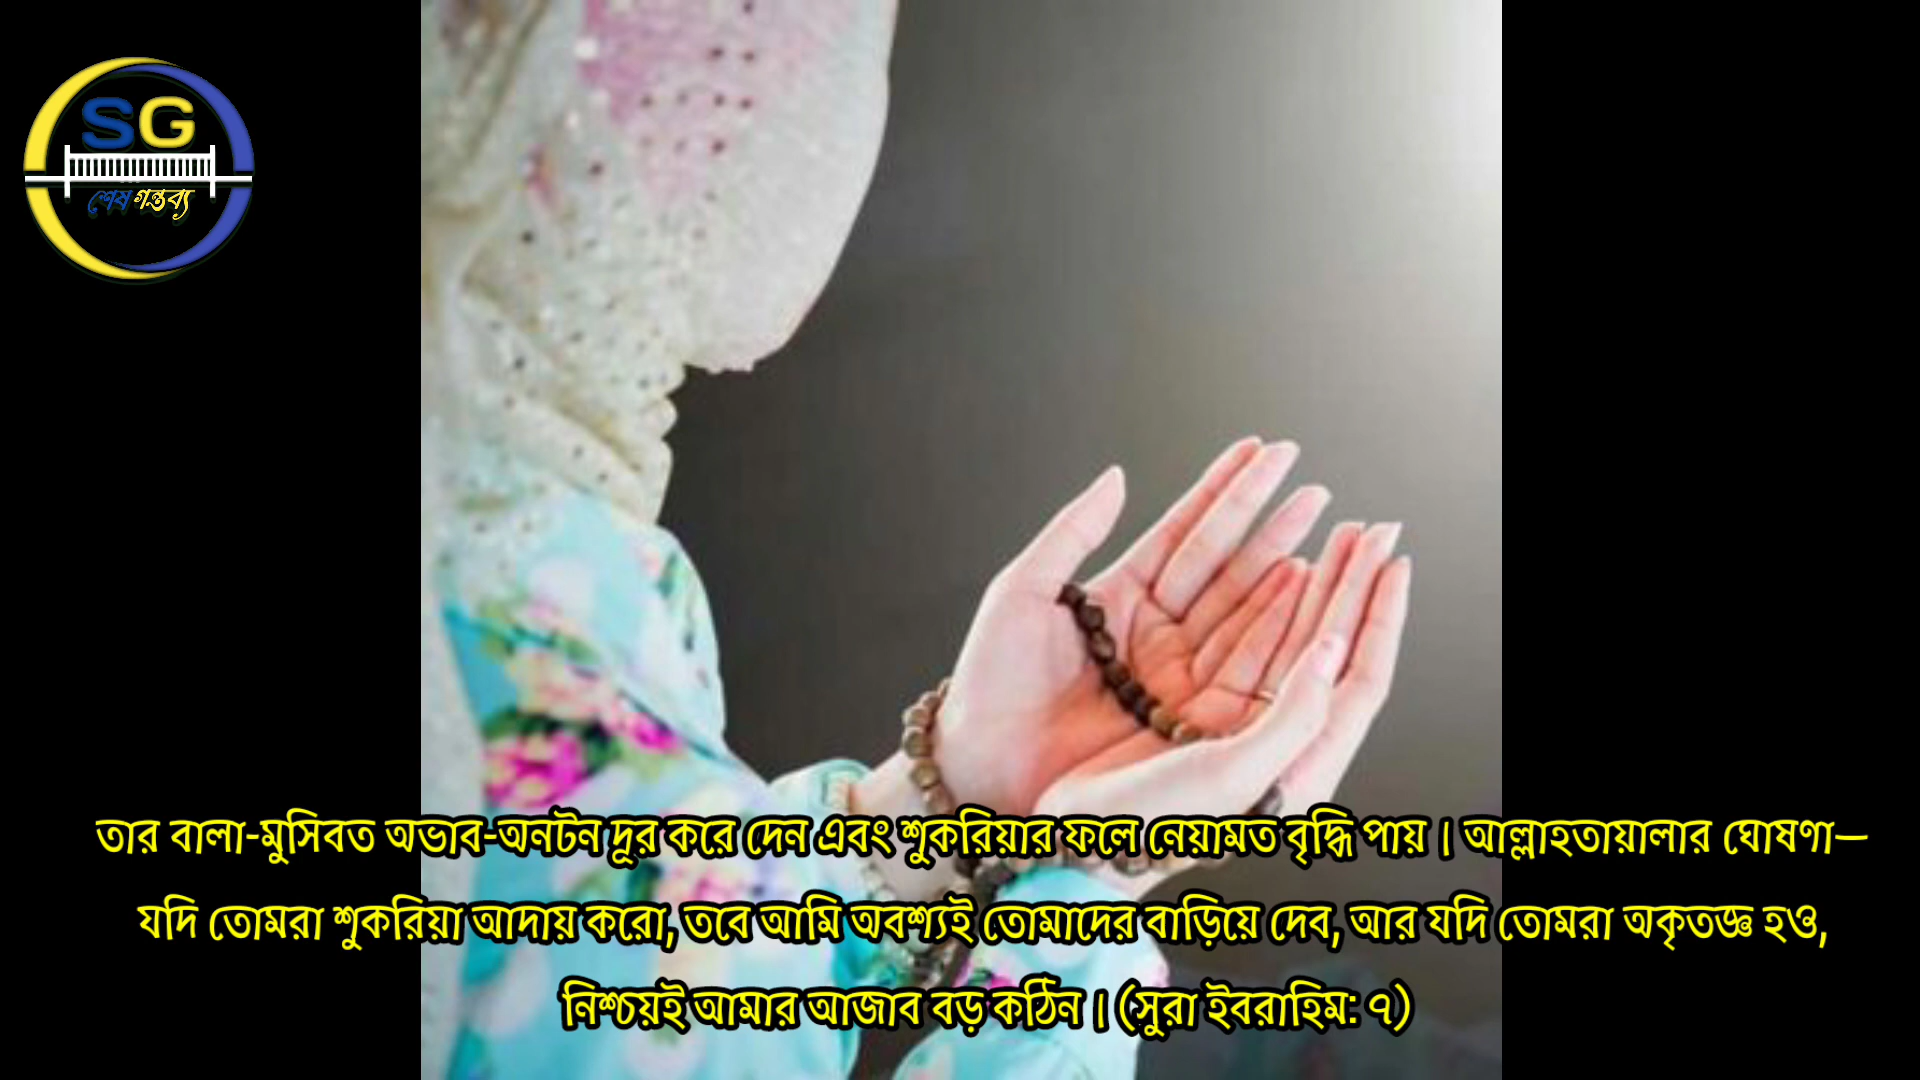 SG
শেষ গন্তব্য
তার বালা-মুসিবত অভাব-অনটন দূর করে দেন এবং শুকরিয়ার ফলে নেয়ামত বৃদ্ধি পায়। আল্লাহতায়ালার ঘোষণা—
যদি তোমরা শুকরিয়া আদায় করো, তবে আমি অবশ্যই তোমাদের বাড়িয়ে দেব, আর যদি তোমরা অকৃতজ্ঞ হও,
নিশ্চয়ই আমার আজাব বড় কঠিন। (সুরা ইবরাহিম: ৭)